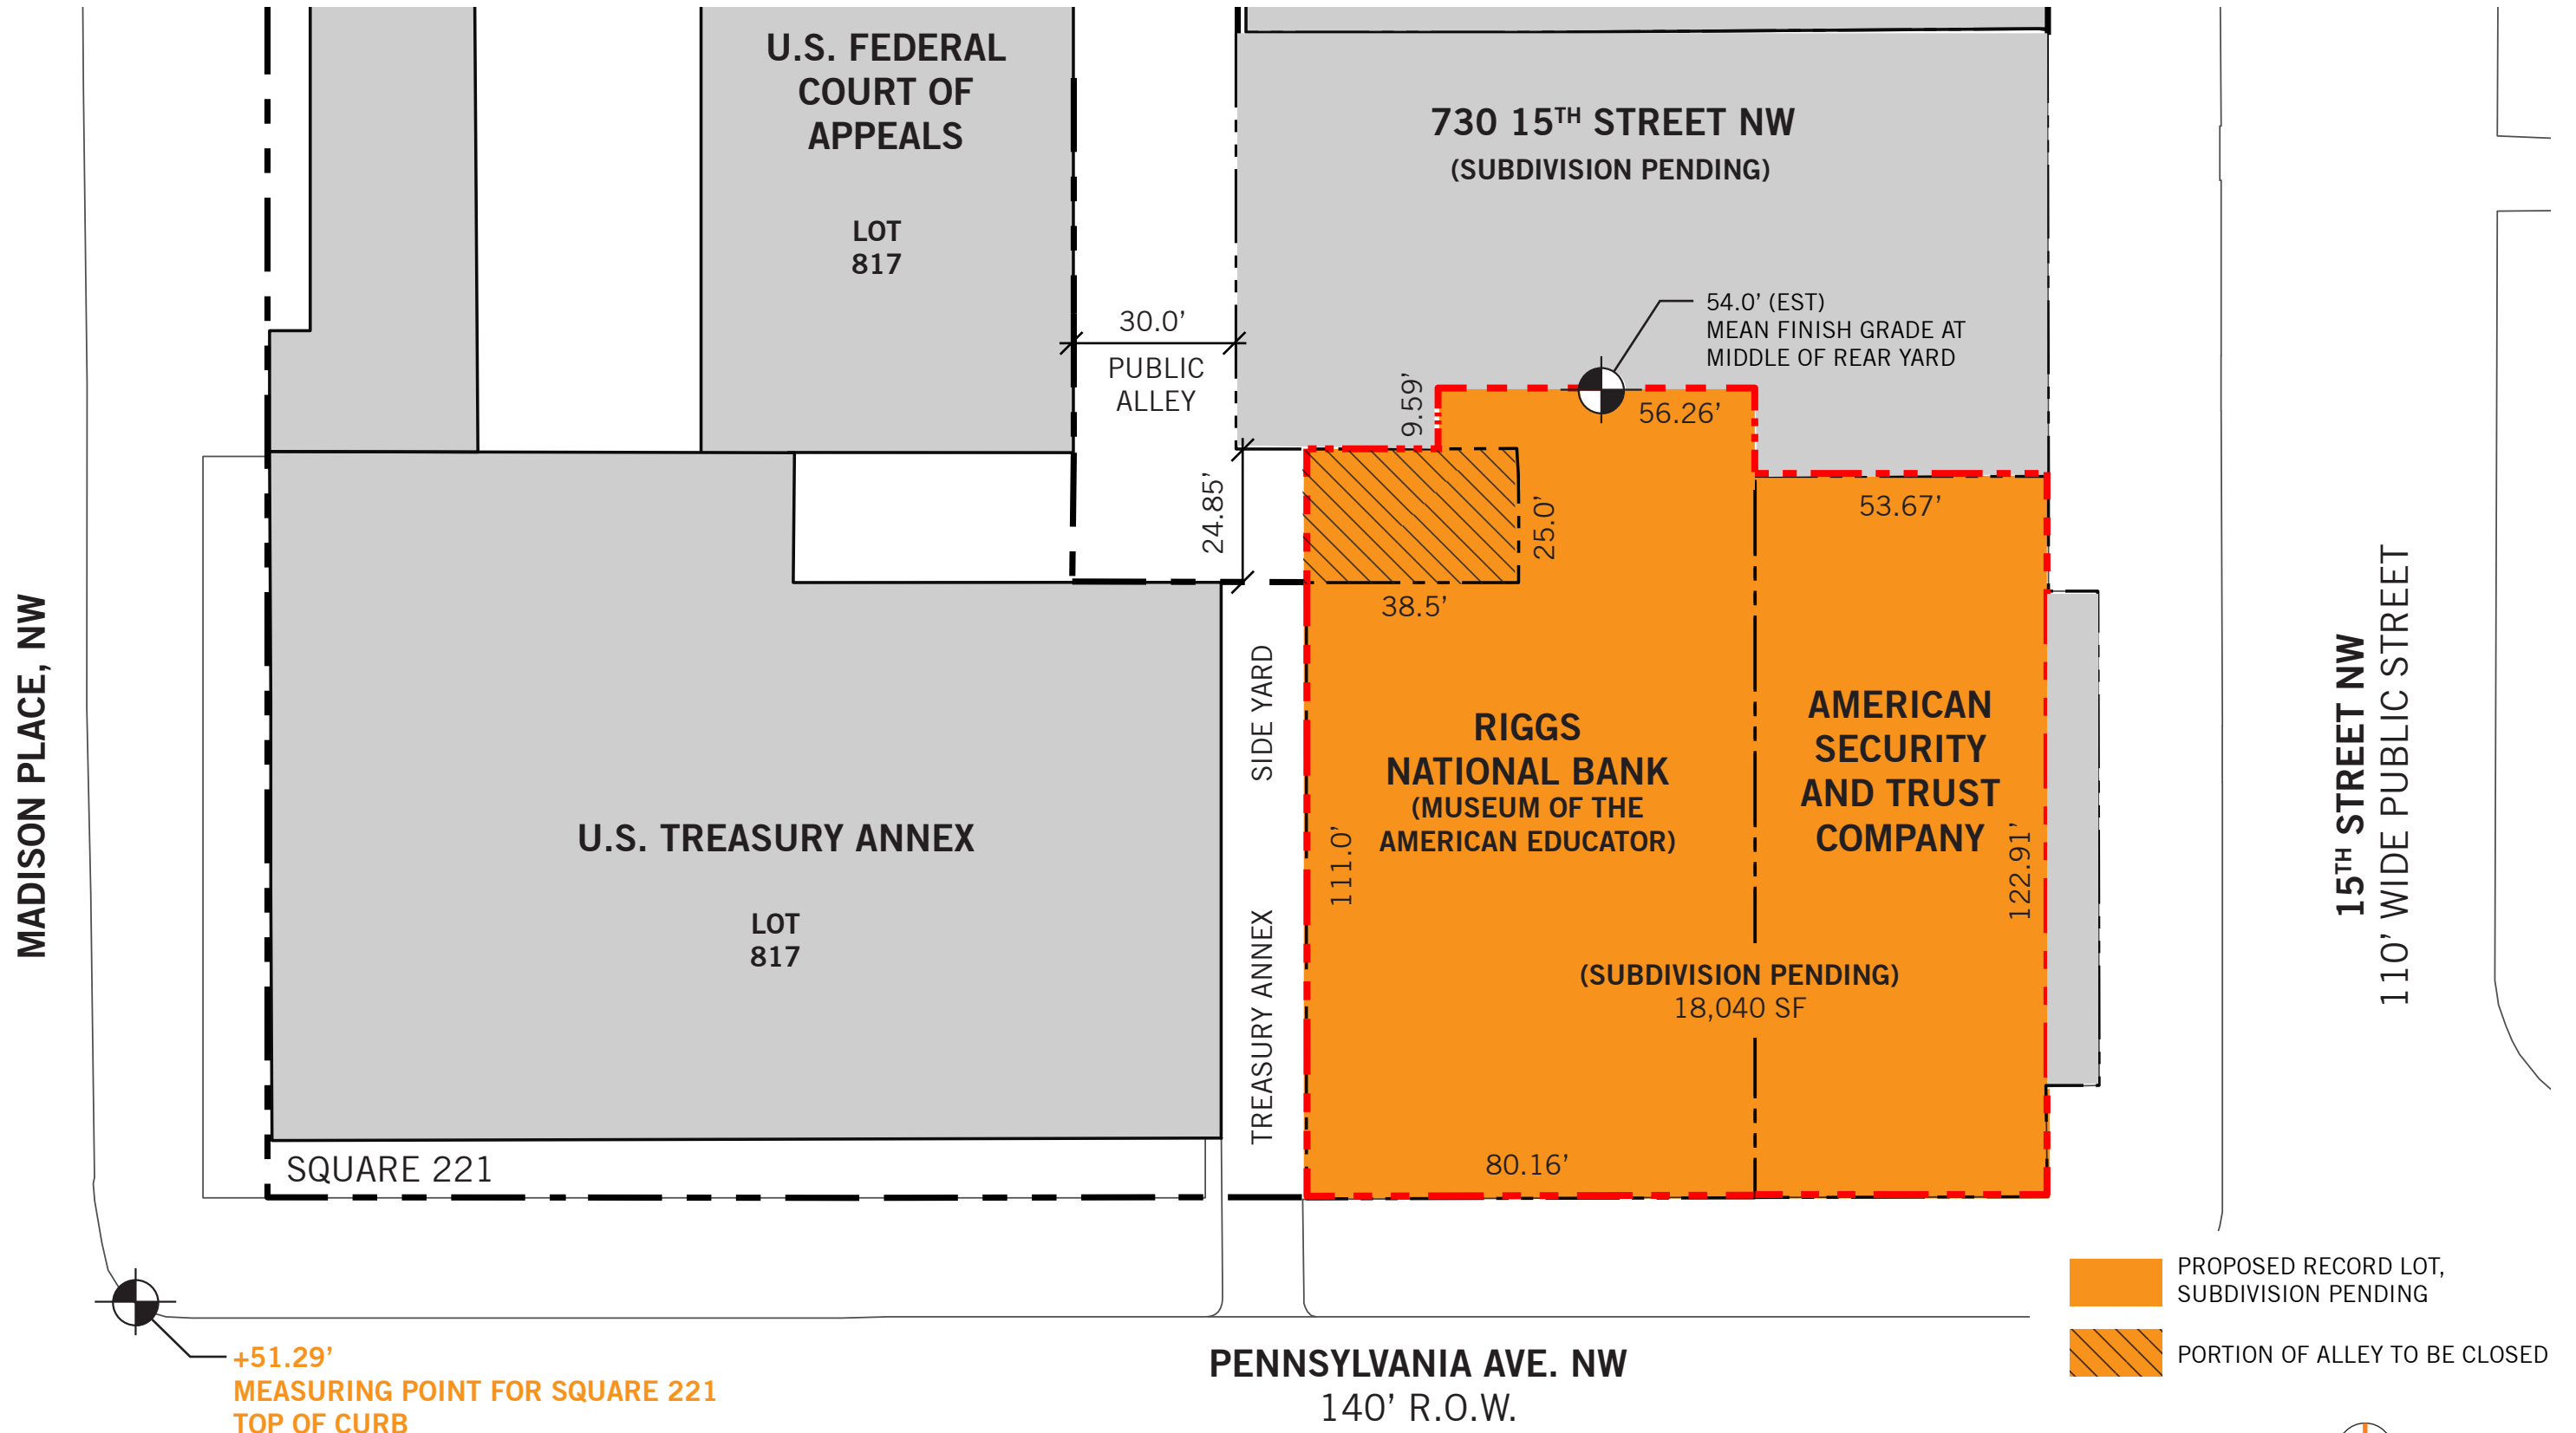 U.S. FEDERAL
COURT OF
APPEALS
LOT
817
730 15TH STREET NW
(SUBDIVISION PENDING)
54.0’ (EST)
MEAN FINISH GRADE AT
MIDDLE OF REAR YARD
30.0’
PUBLIC
ALLEY
9.59’
56.26’
24.85’
25.0’
53.67’
38.5’
MADISON PLACE, NW
U.S. TREASURY ANNEX
LOT
817
TREASURY ANNEX SIDE YARD
RIGGS
NATIONAL BANK
(MUSEUM OF THE
AMERICAN EDUCATOR)
111.0’
AMERICAN
SECURITY
AND TRUST
COMPANY
122.91’
(SUBDIVISION PENDING)
18,040 SF
15TH STREET NW
110’ WIDE PUBLIC STREET
80.16’
SQUARE 221
PROPOSED RECORD LOT,
SUBDIVISION PENDING
PORTION OF ALLEY TO BE CLOSED
+51.29’
MEASURING POINT FOR SQUARE 221
TOP OF CURB
PENNSYLVANIA AVE. NW
140’ R.O.W.